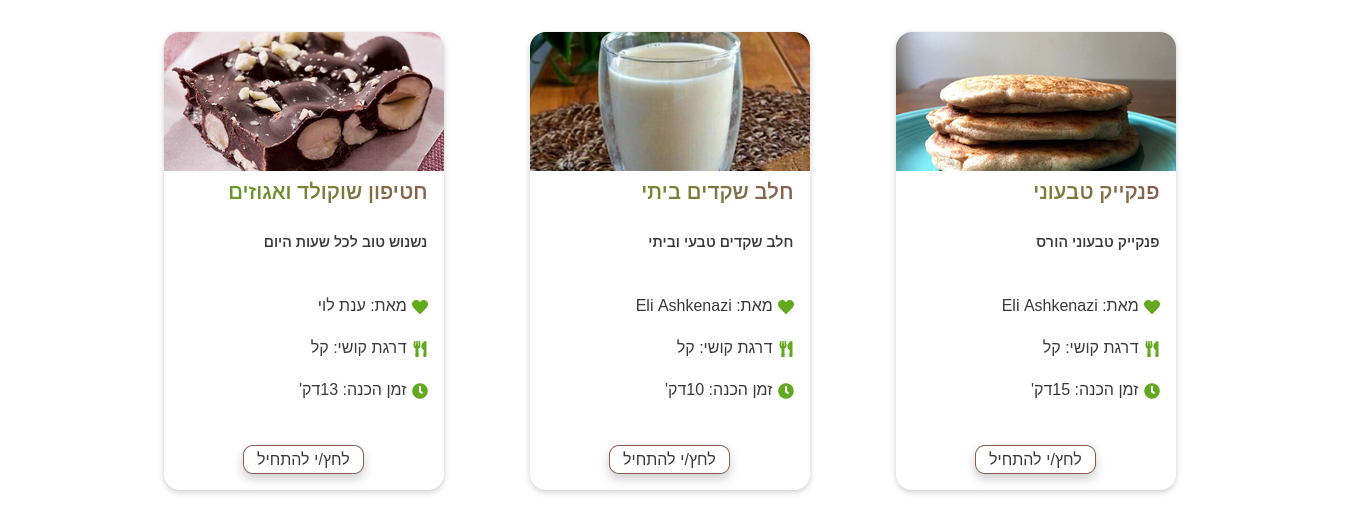 פנקייק טבעוני
פנקייק טבעוני הורס
מאת: Eli Ashkenazi
דרגת קושי: קל
זמן הכנה: 15דק'
לחץ/י להתחיל
חלב שקדים ביתי
חלב שקדים טבעי וביתי
מאת: Eli Ashkenazi
דרגת קושי: קל
זמן הכנה: 10דק'
לחץ/י להתחיל
חטיפון שוקולד ואגוזים
נשנוש טוב לכל שעות היום
מאת: ענת לוי
דרגת קושי: קל
זמן הכנה: 13דק'
לחץ/י להתחיל